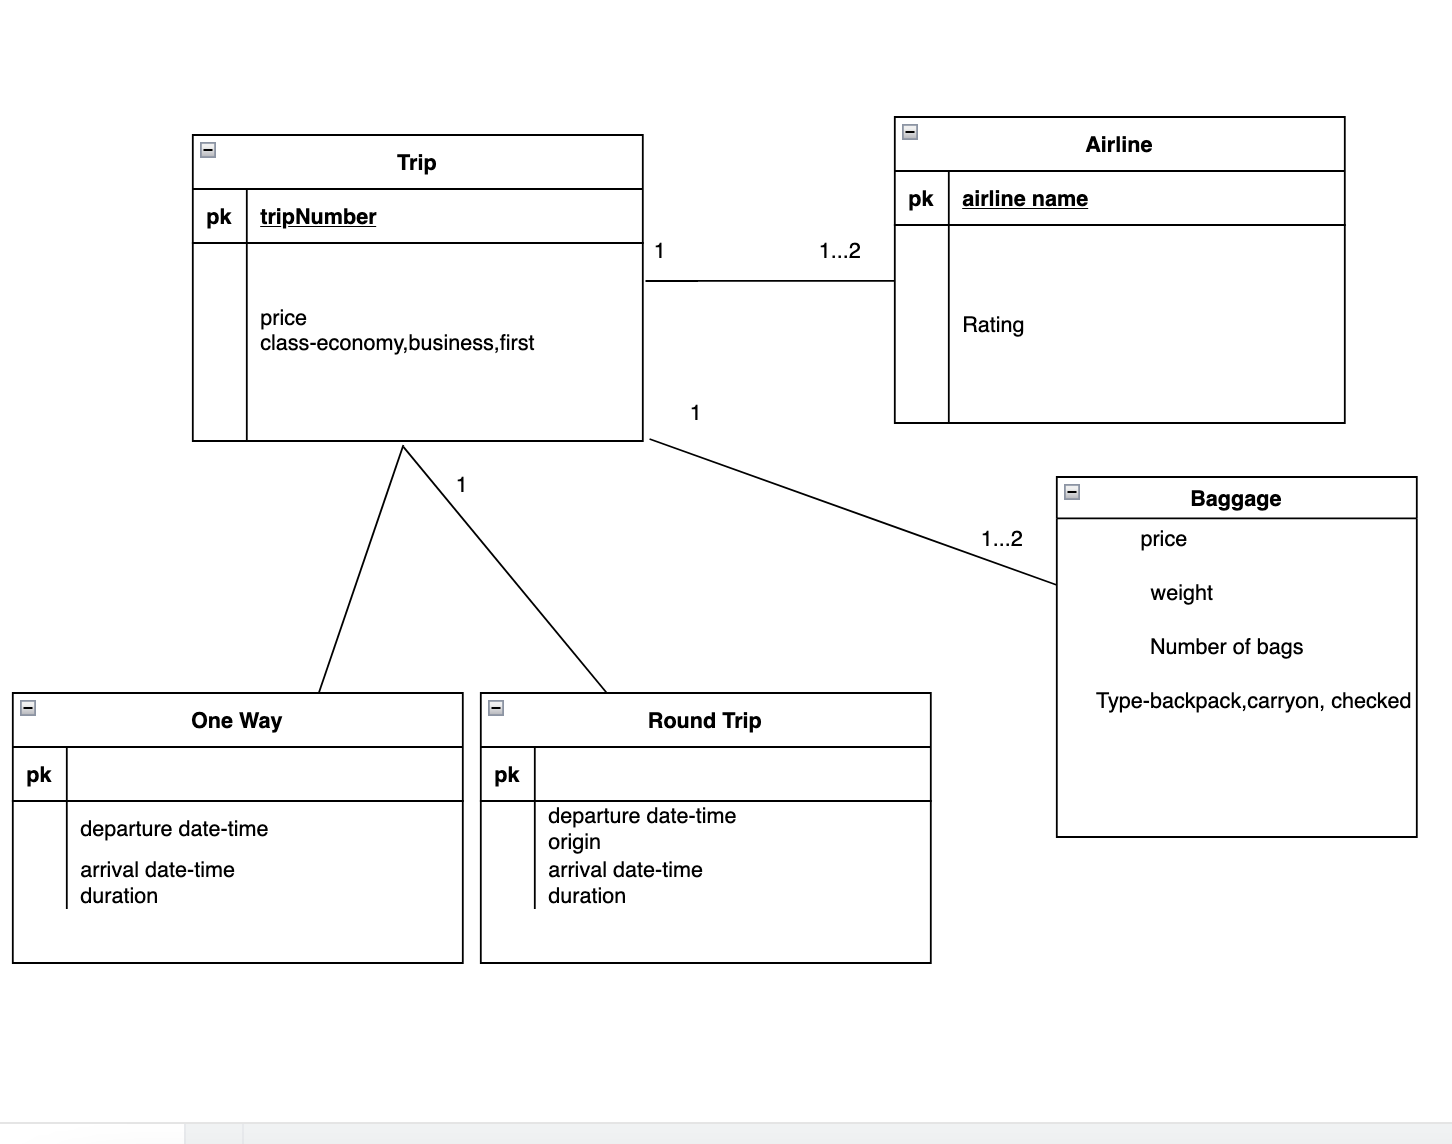 Trip
pk
tripNumber
price
class-economy,business,first
1
1...2
Airline
pk
airline name
Rating
1
1...2
Baggage
price
weight
Number of bags
Type-backpack,carryon, checked
1
One Way
pk
departure date-time
arrival date-time
duration
Round Trip
pk
departure date-time
origin
arrival date-time
duration